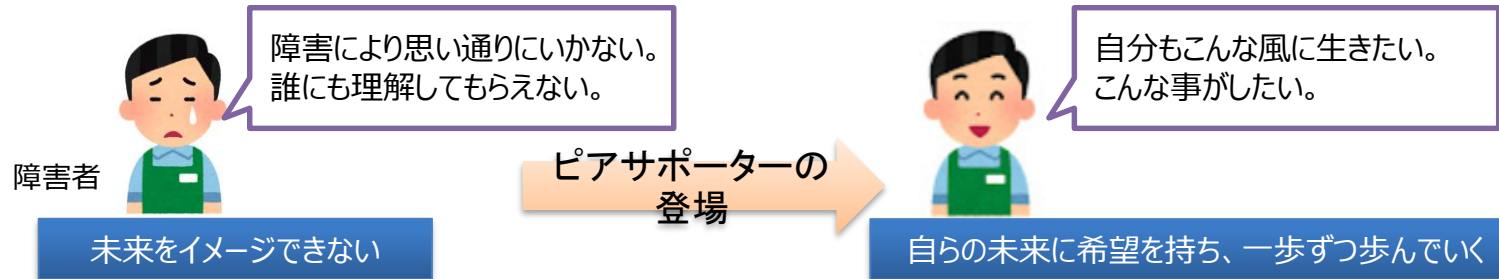 障害により思い通りにいかない。
誰にも理解してもらえない。
障害者
未来をイメージできない
ピアサポーターの
登場
自分もこんな風に生きたい。
こんな事がしたい。
自らの未来に希望を持ち、一歩ずつ歩んでいく